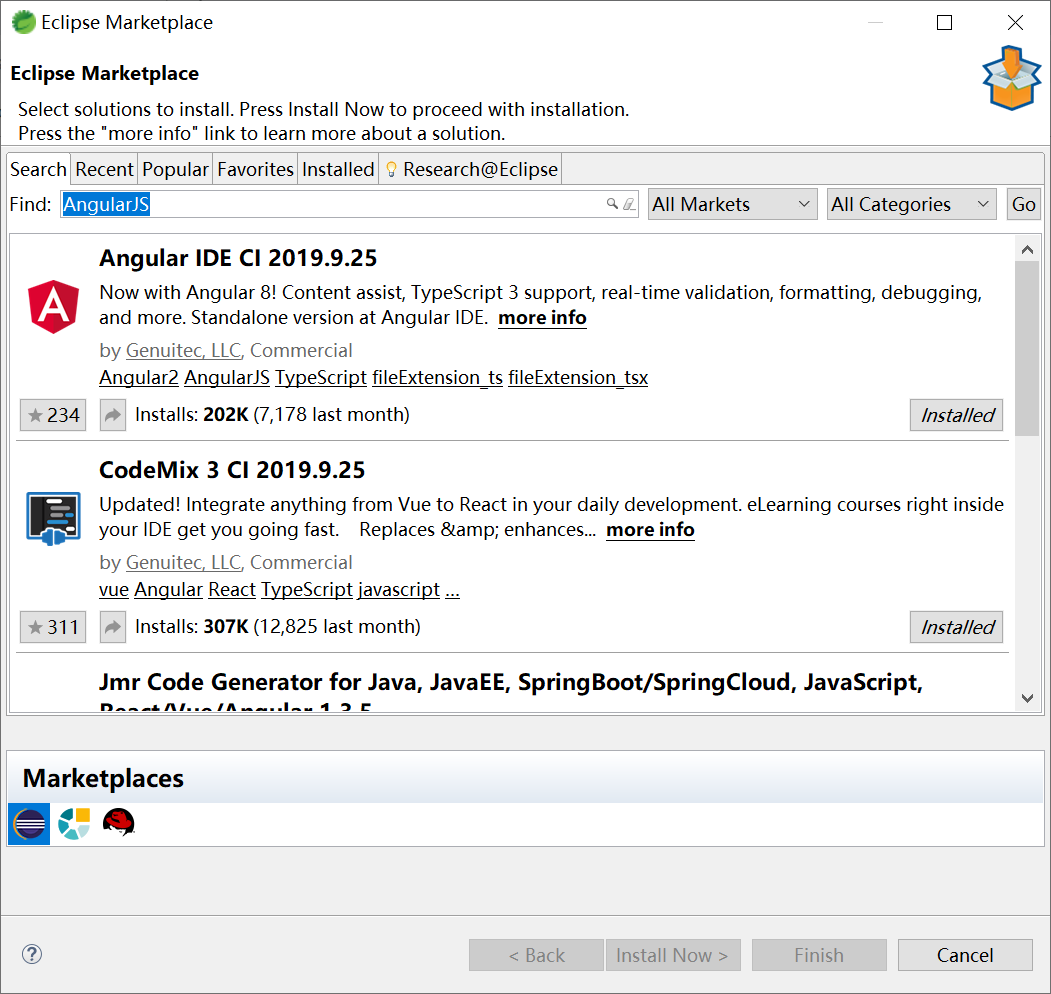 Eclipse Marketplace
Eclipse Marketplace
Select solutions to install. Press Install Now to proceed with installation.
Press the "more info" link to learn more about a solution.
Search Recent Popular Favorites Installed Research@Eclipse
Find: AngularJS All Markets All Categories Go
Angular IDE CI 2019.9.25
Now with Angular 8! Content assist, TypeScript 3 support, real-time validation, formatting, debugging,
and more. Standalone version at Angular IDE. more info
by Genuitec, LLC, Commercial
Angular2 AngularJS TypeScript fileExtension_ts fileExtension_tsx
234 Installs: 202K (7,178 last month) Installed
CodeMix 3 CI 2019.9.25
Updated! Integrate anything from Vue to React in your daily development. eLearning courses right inside
your IDE get you going fast. Replaces &amp; enhances... more info
by Genuitec, LLC, Commercial
vue Angular React TypeScript javascript ...
311 Installs: 307K (12,825 last month) Installed
Jmr Code Generator for Java, JavaEE, SpringBoot/SpringCloud, JavaScript,
React/Vue/Angular 1.3.5
Marketplaces
< Back Install Now > Finish Cancel